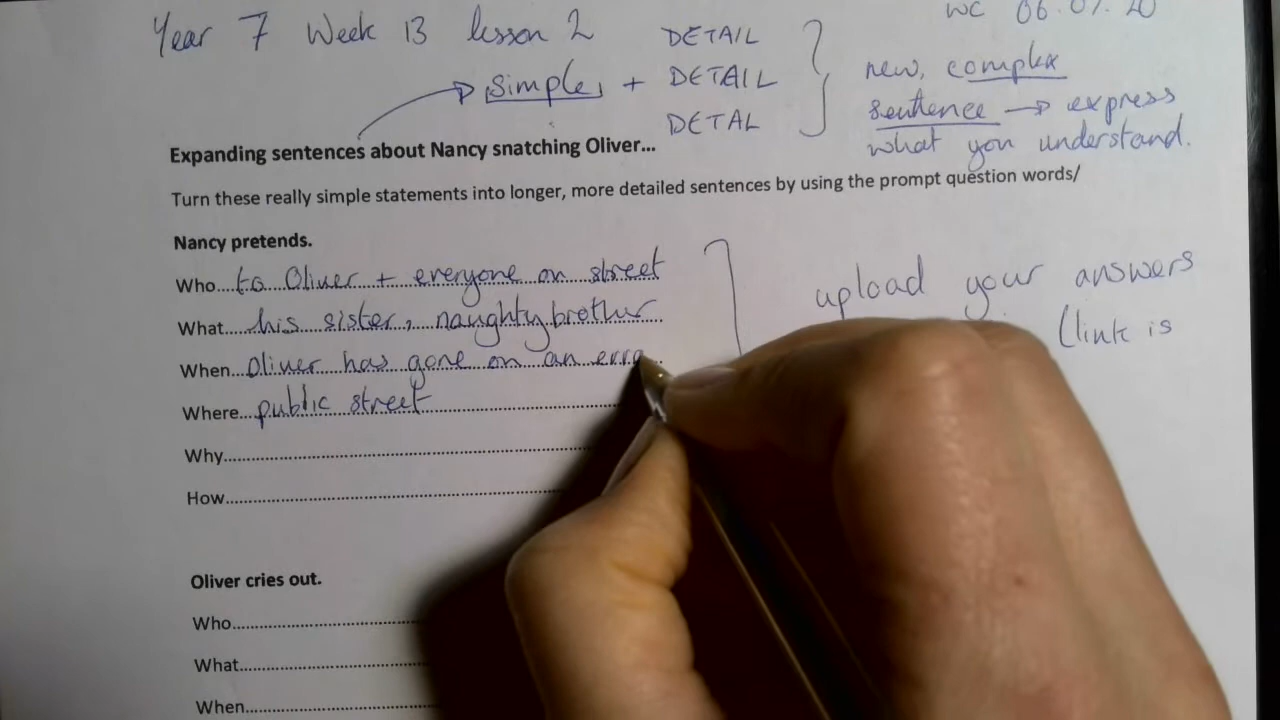 Year 7 Week 13 lesson 2
wc 06.07.20
simple + DETAIL
DETAIL
DETAL
new, complex
sentence → express
what you understand.
Expanding sentences about Nancy snatching Oliver...
Turn these really simple statements into longer, more detailed sentences by using the prompt question words/
Nancy pretends.
Who...to Oliver + everyone on street
What...his sister, naughty brother
When...Oliver has gone on an erra
Where...public street
Why
How
upload your answers
(link is
Oliver cries out.
Who
What
When